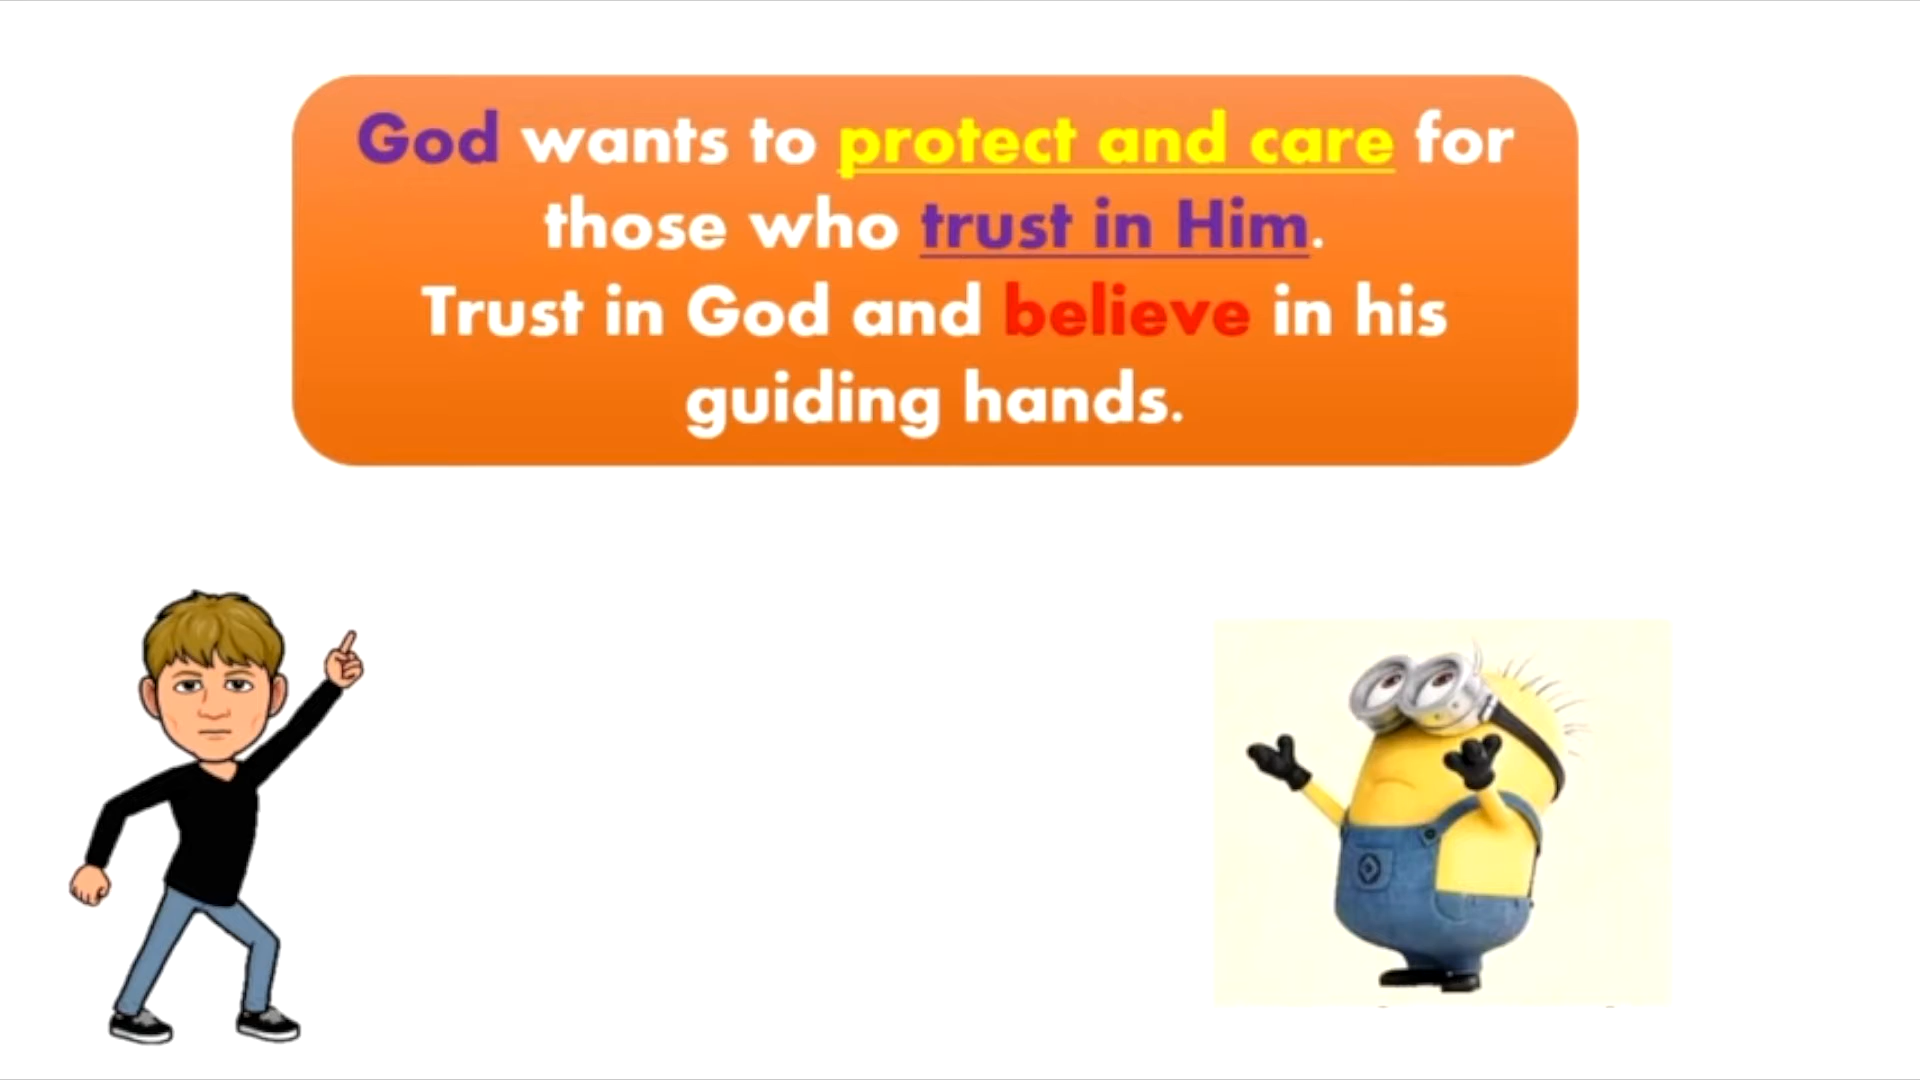 God wants to protect and care for
those who trust in Him.
Trust in God and believe in his
guiding hands.